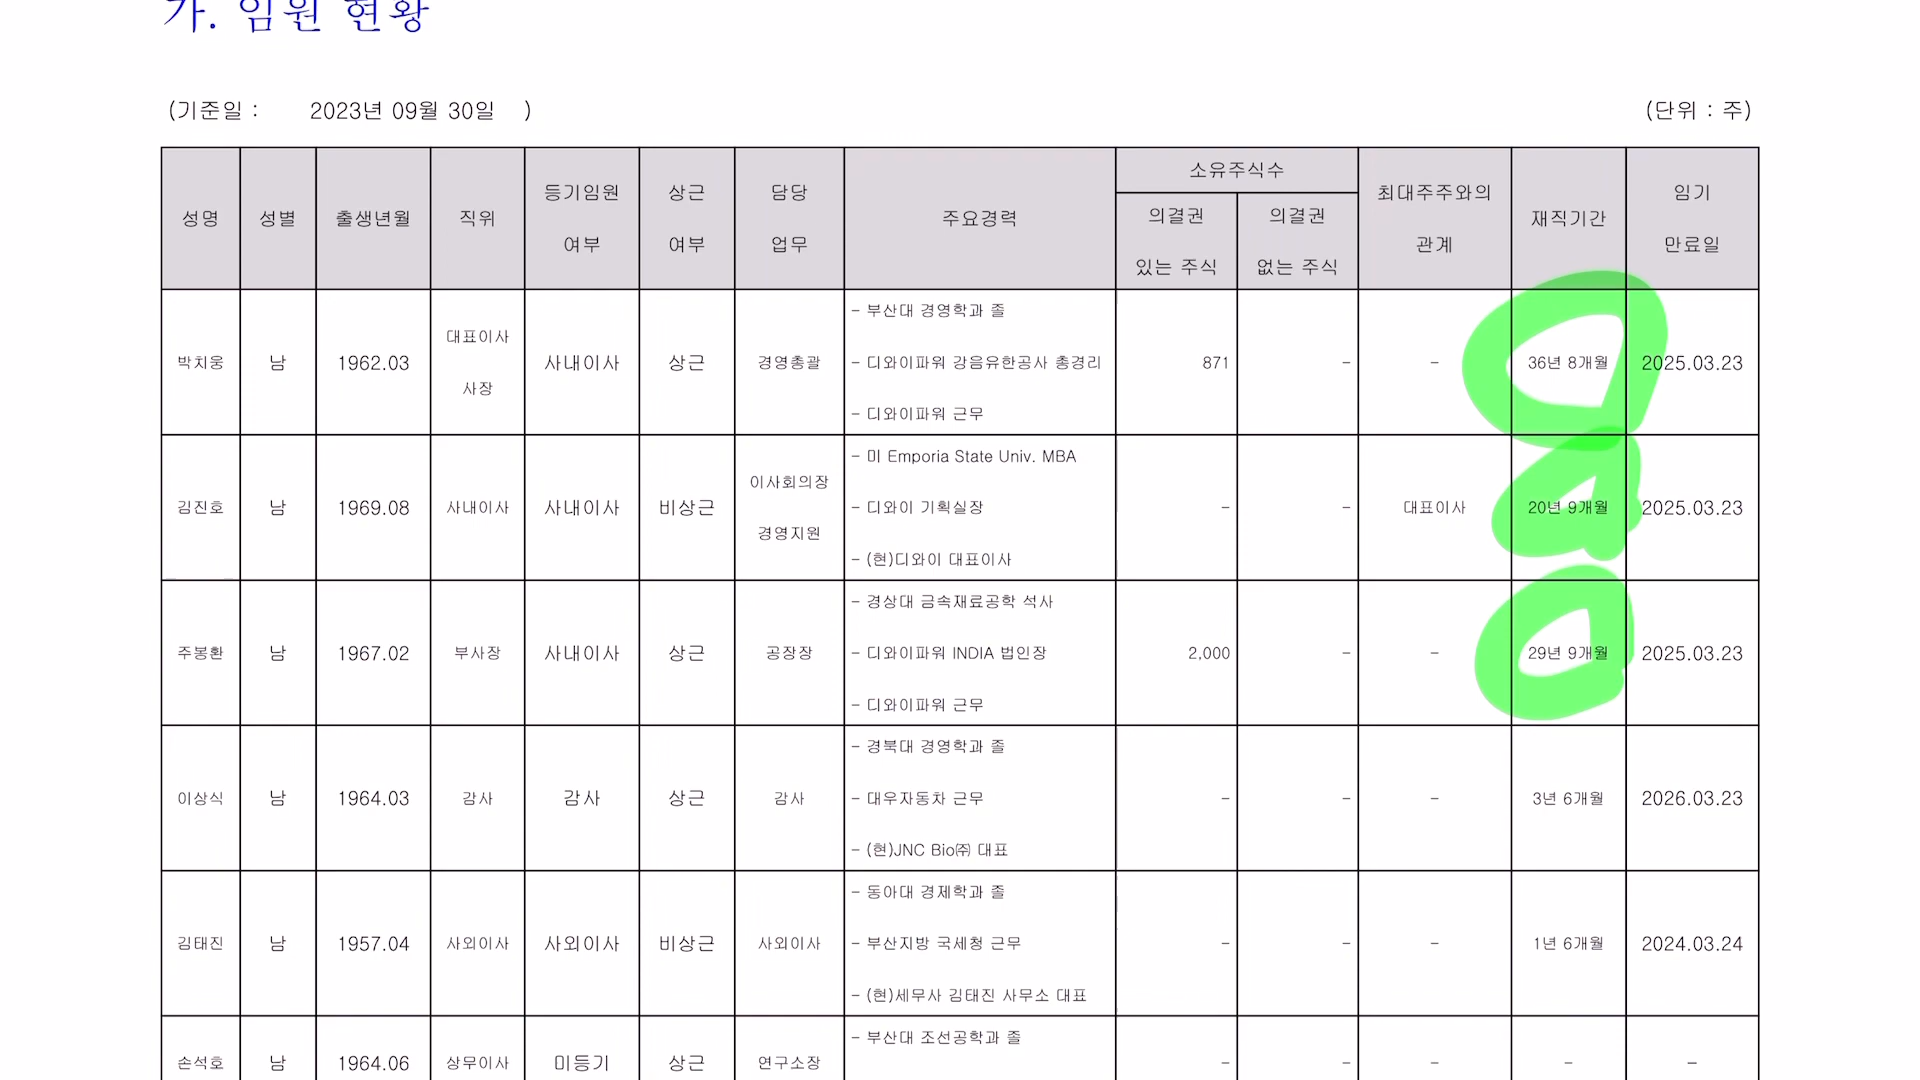 가. 임원 현황
(기준일 : 2023년 09월 30일 )
(단위 : 주)
성명 성별 출생년월 직위 등기임원 여부 상근 여부 담당 업무 주요경력 소유주식수 최대주주와의 관계 재직기간 임기 만료일
의결권 있는 주식 의결권 없는 주식
박치웅 남 1962.03 대표이사 사장 사내이사 상근 경영총괄
- 부산대 경영학과 졸
- 디와이파워 강음유한공사 총경리
- 디와이파워 근무
871 - - 36년 8개월 2025.03.23
김진호 남 1969.08 사내이사 사내이사 비상근 이사회의장 경영지원
- 미 Emporia State Univ. MBA
- 디와이 기획실장
- (현)디와이 대표이사
- - 대표이사 20년 9개월 2025.03.23
주봉환 남 1967.02 부사장 사내이사 상근 공장장
- 경상대 금속재료공학 석사
- 디와이파워 INDIA 법인장
- 디와이파워 근무
2,000 - - 29년 9개월 2025.03.23
이상식 남 1964.03 감사 감사 상근 감사
- 경북대 경영학과 졸
- 대우자동차 근무
- (현)JNC Bio㈜ 대표
- - - 3년 6개월 2026.03.23
김태진 남 1957.04 사외이사 사외이사 비상근 사외이사
- 동아대 경제학과 졸
- 부산지방 국세청 근무
- (현)세무사 김태진 사무소 대표
- - - 1년 6개월 2024.03.24
손석호 남 1964.06 상무이사 미등기 상근 연구소장
- 부산대 조선공학과 졸
- - - - -